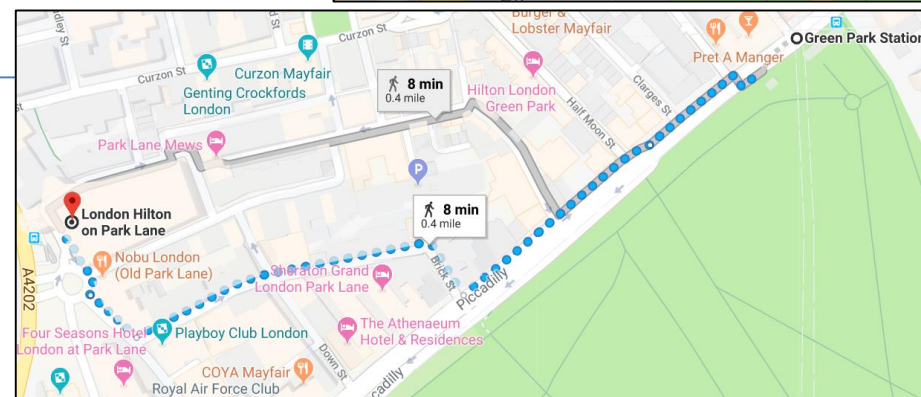 Curzon St
Burger &
Lobster Mayfair
Green Park Station
Pret A Manger
Curzon St
Curzon Mayfair
Genting Crockfords
London
8 min
0.4 mile
Hilton London
Green Park
Clarges St
Half Moon St
Park Lane Mews
P
London Hilton
on Park Lane
8 min
0.4 mile
Nobu London
(Old Park Lane)
Brick St
Sheraton Grand
London Park Lane
Piccadilly
A4202
Four Seasons Hotel
London at Park Lane
Playboy Club London
The Athenaeum
Hotel & Residences
Down St
COYA Mayfair
Royal Air Force Club